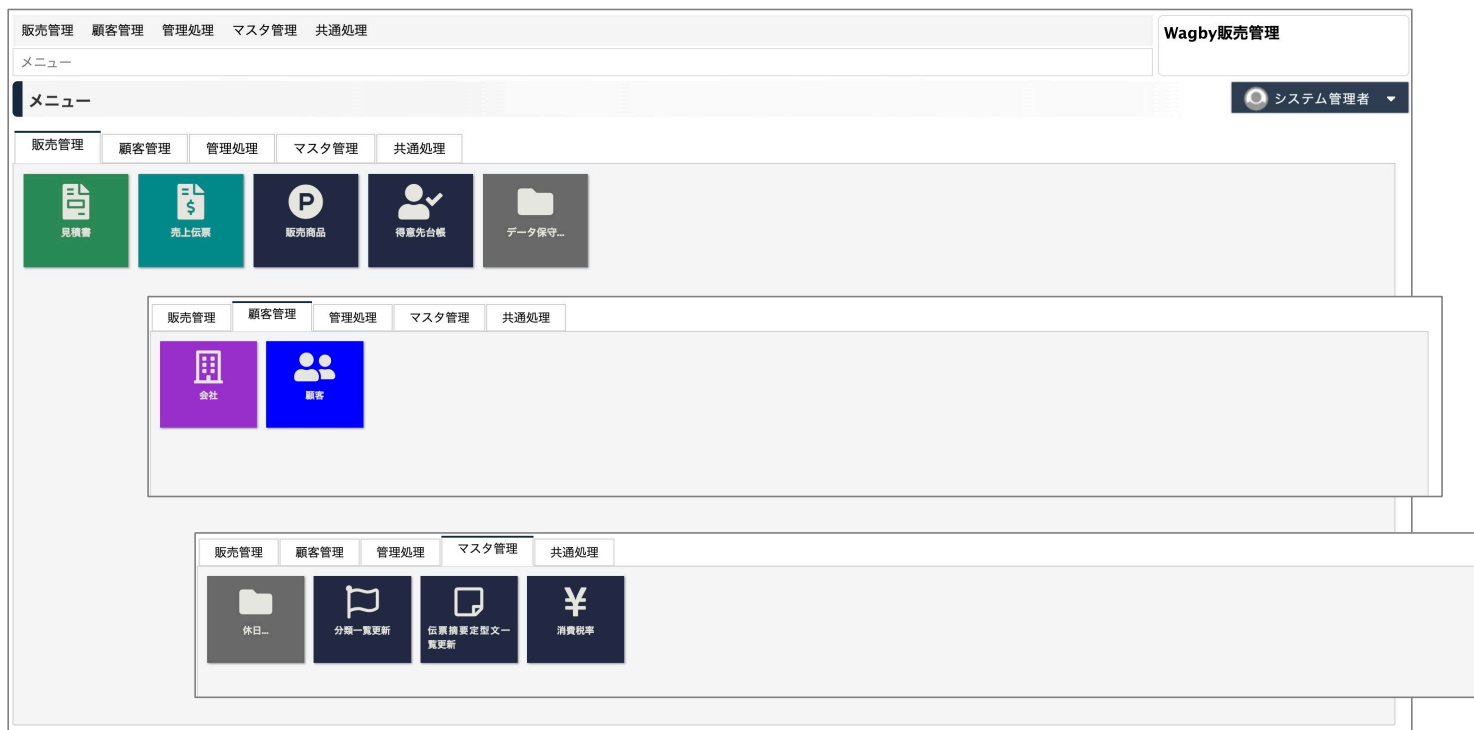 販売管理 顧客管理 管理処理 マスタ管理 共通処理
Wagby販売管理
メニュー
メニュー
システム管理者
販売管理 顧客管理 管理処理 マスタ管理 共通処理
見積書 売上伝票 販売商品 得意先台帳 データ保守...
販売管理 顧客管理 管理処理 マスタ管理 共通処理
会社 顧客
販売管理 顧客管理 管理処理 マスタ管理 共通処理
休日... 分類一覧更新 伝票摘要定型文一 消費税率
覧更新